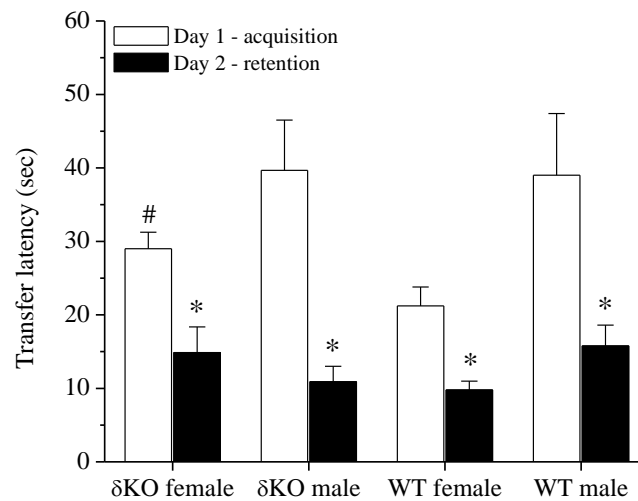 60
50
40
30
20
10
0
Transfer latency (sec)
Day 1 - acquisition
Day 2 - retention
#
*
*
*
*
δKO female
δKO male
WT female
WT male